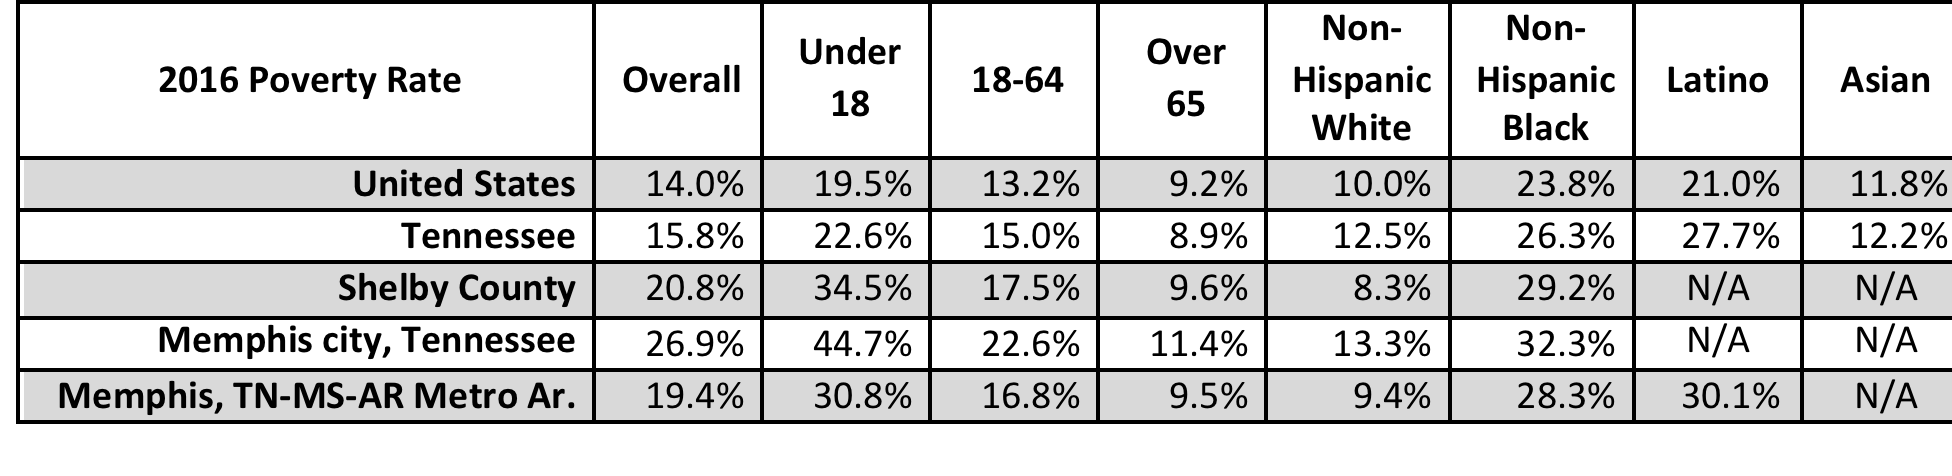 2016 Poverty Rate Overall Under 18 18-64 Over 65 Non-Hispanic White Non-Hispanic Black Latino Asian
United States 14.0% 19.5% 13.2% 9.2% 10.0% 23.8% 21.0% 11.8%
Tennessee 15.8% 22.6% 15.0% 8.9% 12.5% 26.3% 27.7% 12.2%
Shelby County 20.8% 34.5% 17.5% 9.6% 8.3% 29.2% N/A N/A
Memphis city, Tennessee 26.9% 44.7% 22.6% 11.4% 13.3% 32.3% N/A N/A
Memphis, TN-MS-AR Metro Ar. 19.4% 30.8% 16.8% 9.5% 9.4% 28.3% 30.1% N/A